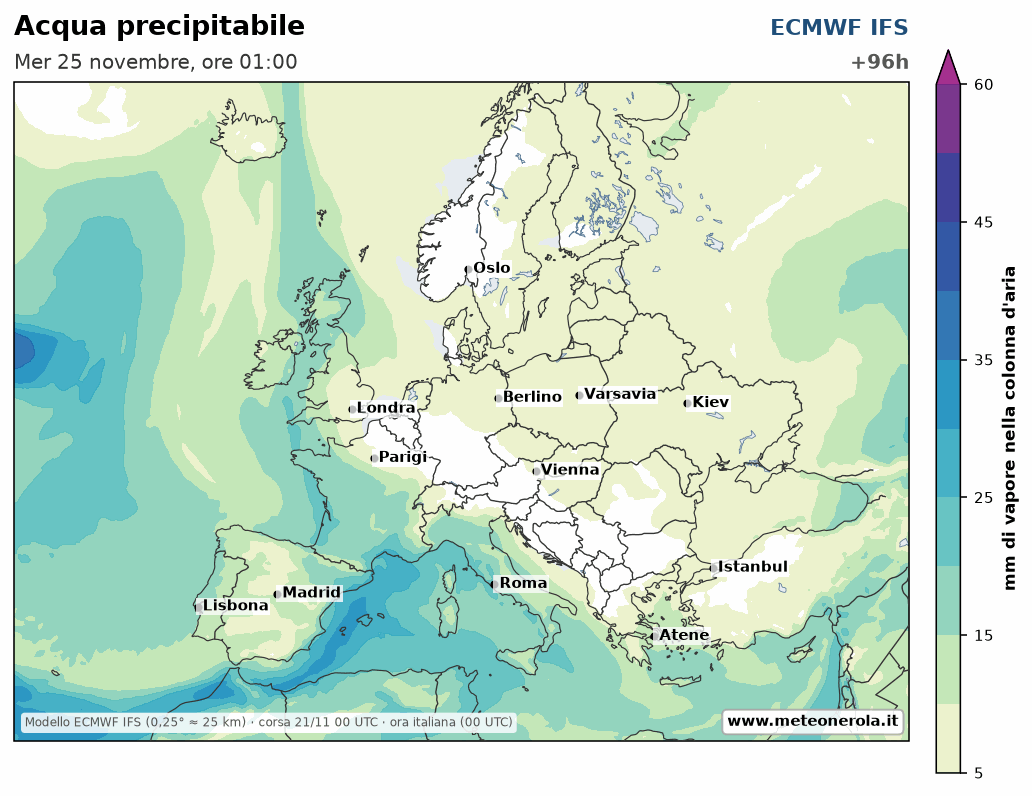 Acqua precipitabile
ECMWF IFS
Mer 25 novembre, ore 01:00
+96h
Oslo
Londra
Berlino
Varsavia
Kiev
Parigi
Vienna
Istanbul
Madrid
Roma
Lisbona
Atene
Modello ECMWF IFS (0,25° ≈ 25 km) · corsa 21/11 00 UTC · ora italiana (00 UTC)
www.meteonerola.it
60
45
35
25
15
5
mm di vapore nella colonna d'aria